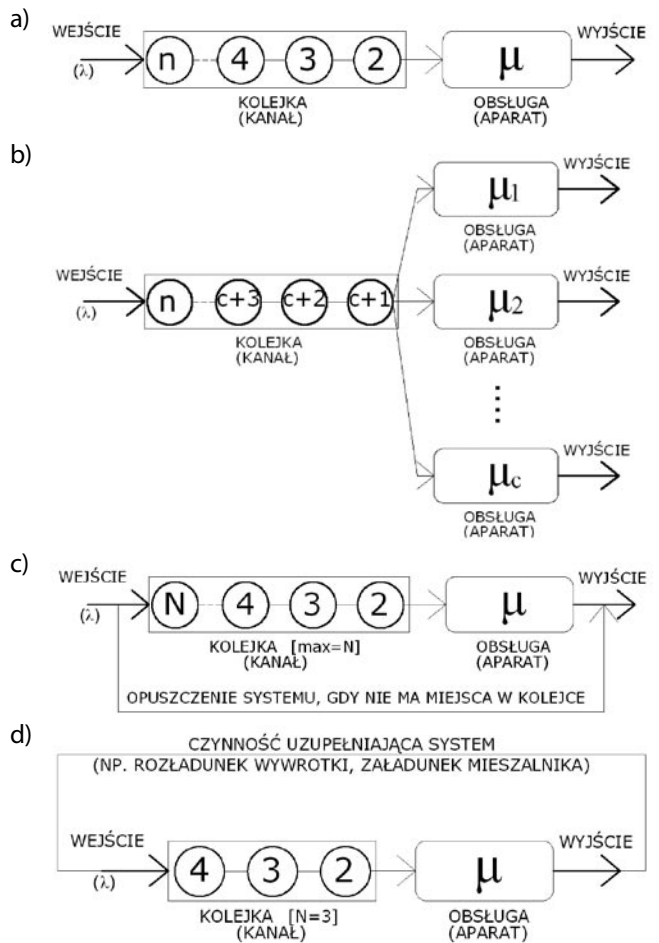 a)
WEJŚCIE WYJŚCIE
(λ) n 4 3 2 μ
KOLEJKA OBSŁUGA
(KANAŁ) (APARAT)
b)
μ1 WYJŚCIE
OBSŁUGA
(APARAT)
WEJŚCIE WYJŚCIE
(λ) n c+3 c+2 c+1 μ2
KOLEJKA OBSŁUGA
(KANAŁ) (APARAT)
WYJŚCIE
μc
OBSŁUGA
(APARAT)
c)
WEJŚCIE WYJŚCIE
(λ) N 4 3 2 μ
KOLEJKA [max=N] OBSŁUGA
(KANAŁ) (APARAT)
OPUSZCZENIE SYSTEMU, GDY NIE MA MIEJSCA W KOLEJCE
d)
CZYNNOŚĆ UZUPEŁNIAJĄCA SYSTEM
(NP. ROZŁADUNEK WYWROTKI, ZAŁADUNEK MIESZALNIKA)
WEJŚCIE WYJŚCIE
(λ) 4 3 2 μ
KOLEJKA [N=3] OBSŁUGA
(KANAŁ) (APARAT)